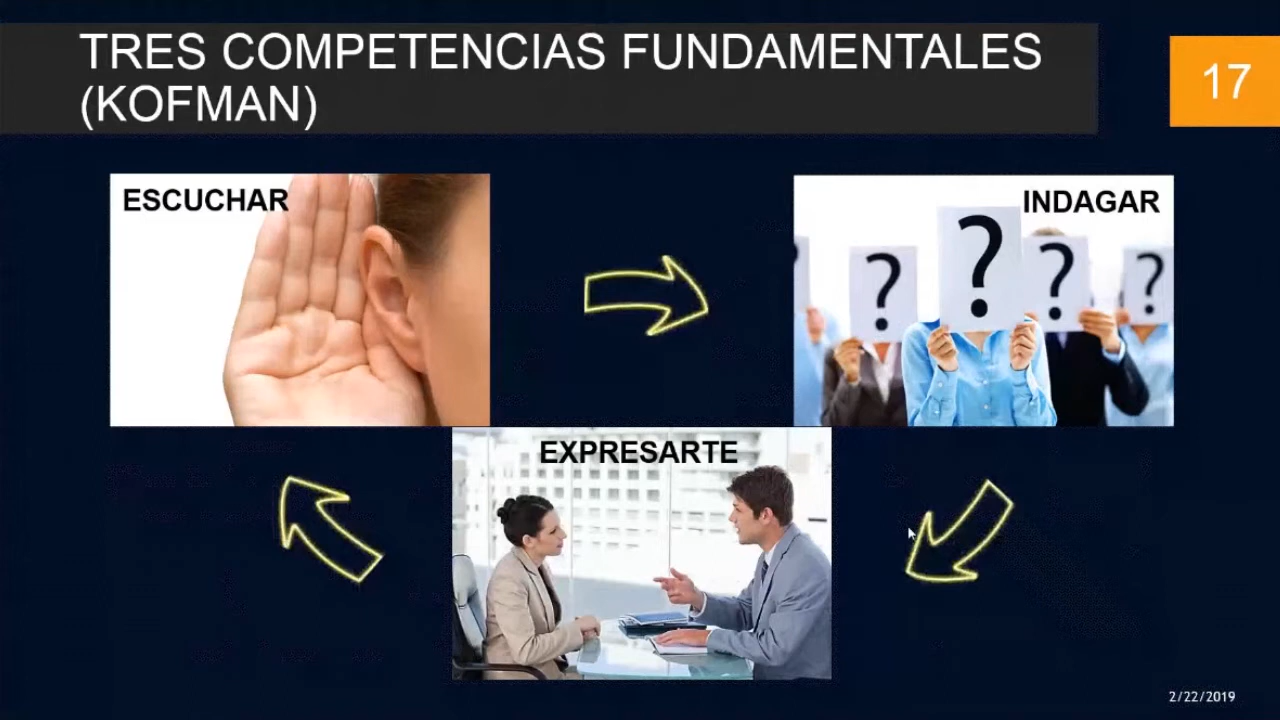 TRES COMPETENCIAS FUNDAMENTALES
(KOFMAN)
17
ESCUCHAR
INDAGAR
?
?
?
?
EXPRESARTE
2/22/2019